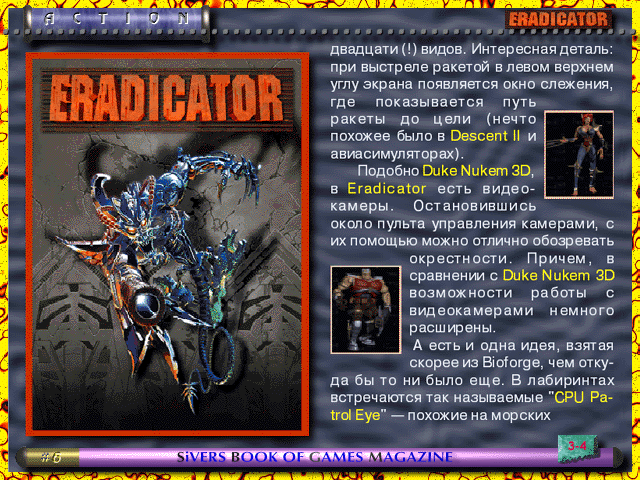 ACTION
ERADICATOR
ERADICATOR
двадцати (!) видов. Интересная деталь:
при выстреле ракетой в левом верхнем
углу экрана появляется окно слежения,
где показывается путь
ракеты до цели (нечто
похожее было в Descent II и
авиасимуляторах).
Подобно Duke Nukem 3D,
в Eradicator есть видео-
камеры. Остановившись
около пульта управления камерами, с
их помощью можно отлично обозревать
окрестности. Причем, в
сравнении с Duke Nukem 3D
возможности работы с
видеокамерами немного
расширены.
А есть и одна идея, взятая
скорее из Bioforge, чем отку-
да бы то ни было еще. В лабиринтах
встречаются так называемые "CPU Pa-
trol Eye" — похожие на морских
#6
SiVERS BOOK OF GAMES MAGAZINE
3-4